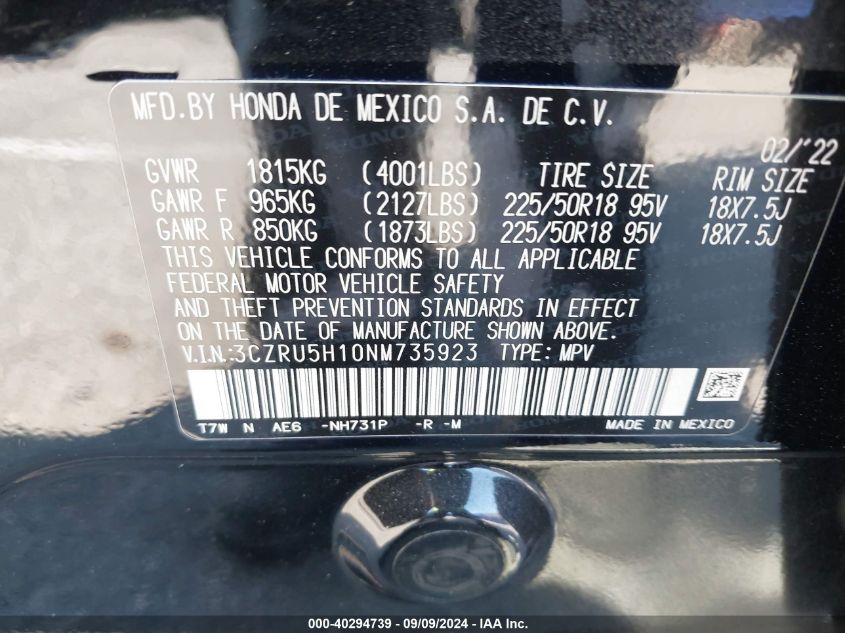 MFD.BY HONDA DE MEXICO S.A. DE C.V.
02/'22
GVWR 1815KG (4001LBS) TIRE SIZE RIM SIZE
GAWR F 965KG (2127LBS) 225/50R18 95V 18X7.5J
GAWR R 850KG (1873LBS) 225/50R18 95V 18X7.5J
THIS VEHICLE CONFORMS TO ALL APPLICABLE
FEDERAL MOTOR VEHICLE SAFETY
AND THEFT PREVENTION STANDARDS IN EFFECT
ON THE DATE OF MANUFACTURE SHOWN ABOVE.
V.I.N:3CZRU5H10NM735923 TYPE: MPV
T7W N AE6 -NH731P -R -M MADE IN MEXICO
000-40294739 - 09/09/2024 - IAA Inc.